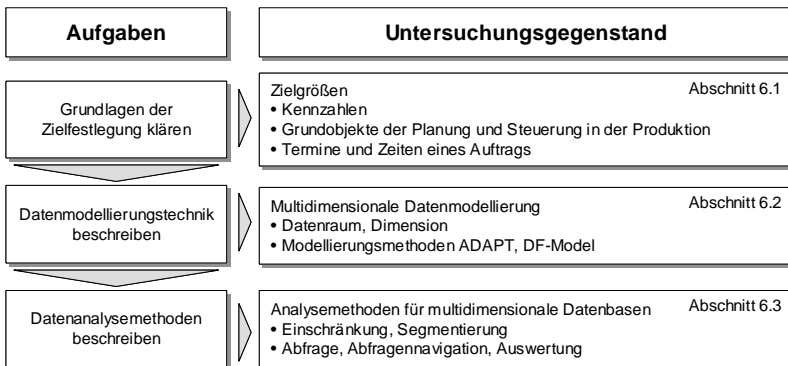 Aufgaben
Untersuchungsgegenstand
Grundlagen der
Zielfestlegung klären
Zielgrößen
Abschnitt 6.1
• Kennzahlen
• Grundobjekte der Planung und Steuerung in der Produktion
• Termine und Zeiten eines Auftrags
Datenmodellierungstechnik
beschreiben
Multidimensionale Datenmodellierung
Abschnitt 6.2
• Datenraum, Dimension
• Modellierungsmethoden ADAPT, DF-Model
Datenanalysemethoden
beschreiben
Analysemethoden für multidimensionale Datenbasen
Abschnitt 6.3
• Einschränkung, Segmentierung
• Abfrage, Abfragennavigation, Auswertung